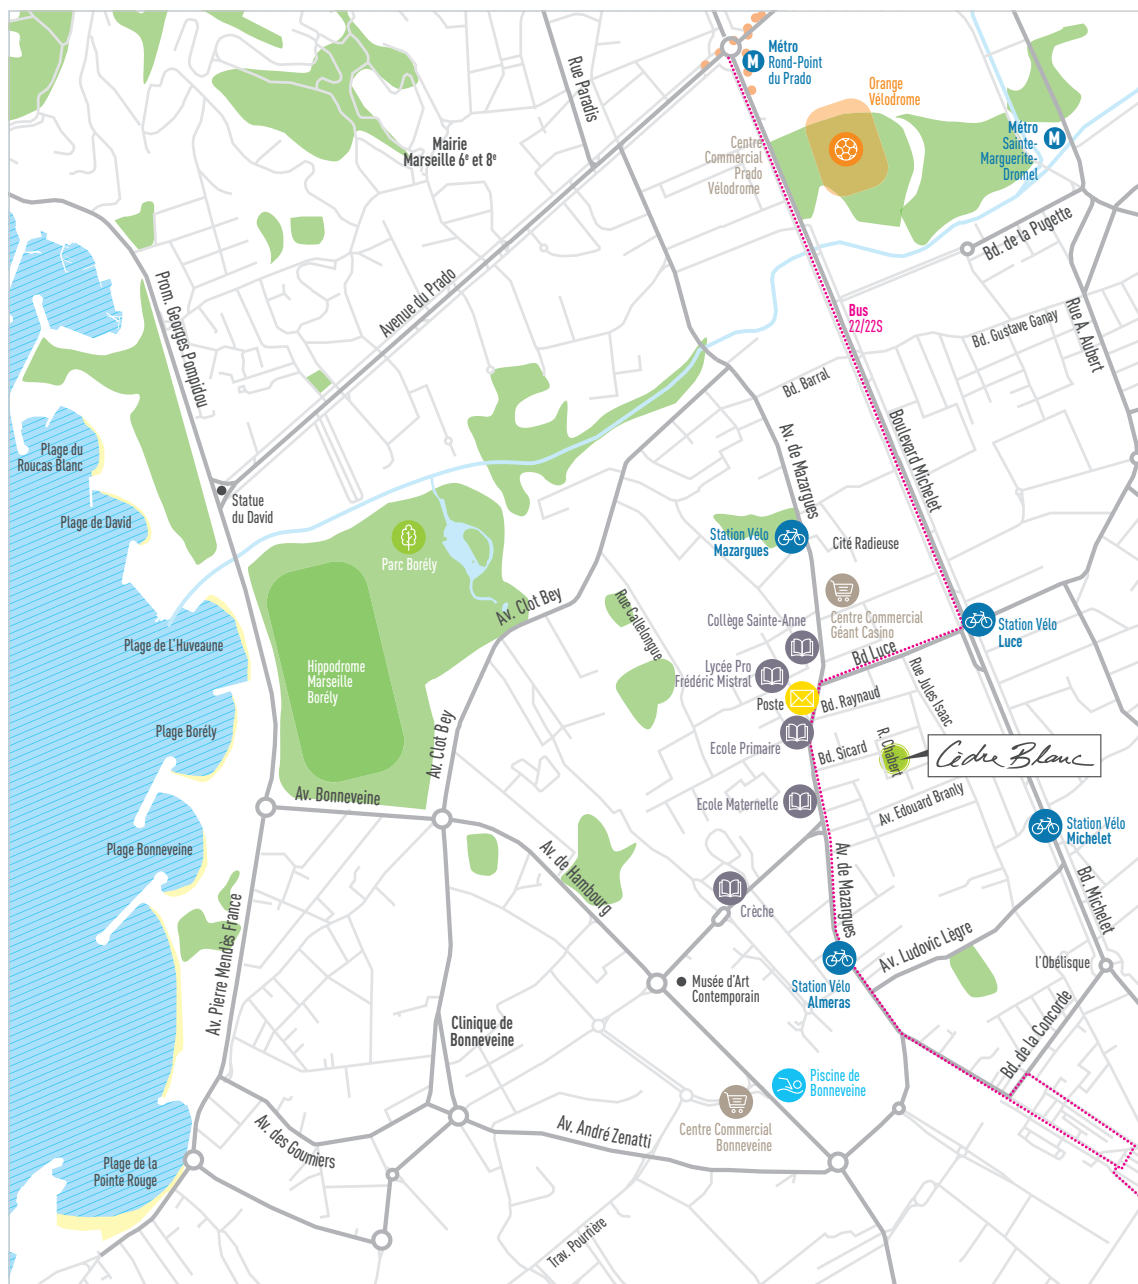 Métro
Rond-Point
du Prado
Rue Paradis
Orange
Vélodrome
Mairie
Marseille 6e et 8e
Centre
Commercial
Prado
Vélodrome
Métro
Sainte-
Marguerite-
Dromel
Bd. de la Pugette
Prom. Georges Pompidou
Avenue du Prado
Bus
22/22S
Bd. Gustave Ganay
Rue A. Aubert
Bd. Barral
Boulevard Michelet
Av. de Mazargues
Plage du
Roucas Blanc
Plage de David
Statue
du David
Parc Borély
Station Vélo
Mazargues
Cité Radieuse
Av. Clot Bey
Rue Callelongue
Centre Commercial
Géant Casino
Collège Sainte-Anne
Station Vélo
Luce
Plage de L'Huveaune
Bd Luce
Hippodrome
Marseille
Borély
Lycée Pro
Frédéric Mistral
Rue Jules Isaac
Poste
Bd. Raynaud
Plage Borély
Av. Clot Bey
Ecole Primaire
Bd. Sicard
R. Chabert
Cèdre Blanc
Av. Bonneveine
Ecole Maternelle
Av. Edouard Branly
Station Vélo
Michelet
Plage Bonneveine
Av. de Hambourg
Av. de Mazargues
Bd. Michelet
Crèche
Av. Pierre Mendès France
Av. Ludovic Lègre
l'Obélisque
Musée d'Art
Contemporain
Station Vélo
Almeras
Clinique de
Bonneveine
Bd. de la Concorde
Piscine de
Bonneveine
Av. des Goumiers
Av. André Zenatti
Centre Commercial
Bonneveine
Plage de la
Pointe Rouge
Trav. Pourrière